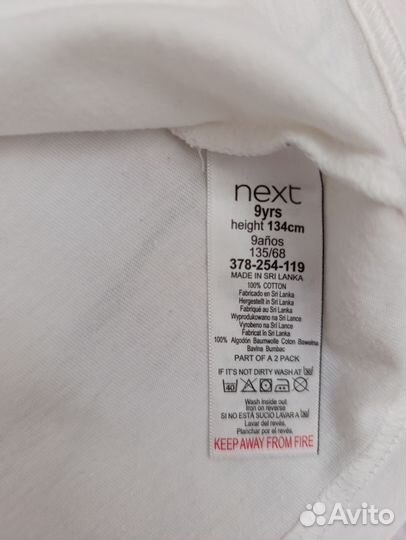 next
9yrs
height 134cm
9años
135/68
378-254-119
MADE IN SRI LANKA
100% COTTON
Fabricado en Sri Lanka
Hergestellt in Sri Lanka
Fabriqué au Sri Lanka
Wyprodukowano na Sri Lance
Vyrobeno na Sri Lance
Fabricat în Sri Lanka
100% Algodón Baumwolle Coton Bawełna
Bavlna Bumbac
PART OF A 2 PACK
IF IT'S NOT DIRTY WASH AT 30
40
Wash inside out
Iron on reverse
SI NO ESTÁ SUCIO LAVAR A 30
Lavar del revés.
Planchar por el revés.
KEEP AWAY FROM FIRE
Avito